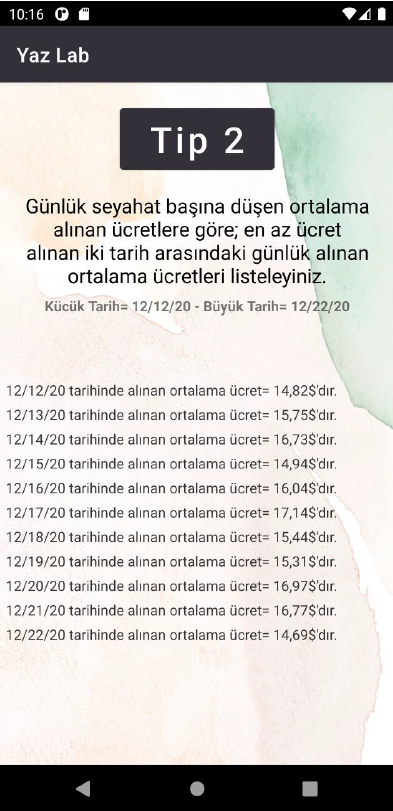 10:16
Yaz Lab
Tip 2
Günlük seyahat başına düşen ortalama
alınan ücretlere göre; en az ücret
alınan iki tarih arasındaki günlük alınan
ortalama ücretleri listeleyiniz.
Kücük Tarih= 12/12/20 - Büyük Tarih= 12/22/20
12/12/20 tarihinde alınan ortalama ücret= 14,82$'dır.
12/13/20 tarihinde alınan ortalama ücret= 15,75$'dır.
12/14/20 tarihinde alınan ortalama ücret= 16,73$'dır.
12/15/20 tarihinde alınan ortalama ücret= 14,94$'dır.
12/16/20 tarihinde alınan ortalama ücret= 16,04$'dır.
12/17/20 tarihinde alınan ortalama ücret= 17,14$'dır.
12/18/20 tarihinde alınan ortalama ücret= 15,44$'dır.
12/19/20 tarihinde alınan ortalama ücret= 15,31$'dır.
12/20/20 tarihinde alınan ortalama ücret= 16,97$'dır.
12/21/20 tarihinde alınan ortalama ücret= 16,77$'dır.
12/22/20 tarihinde alınan ortalama ücret= 14,69$'dır.